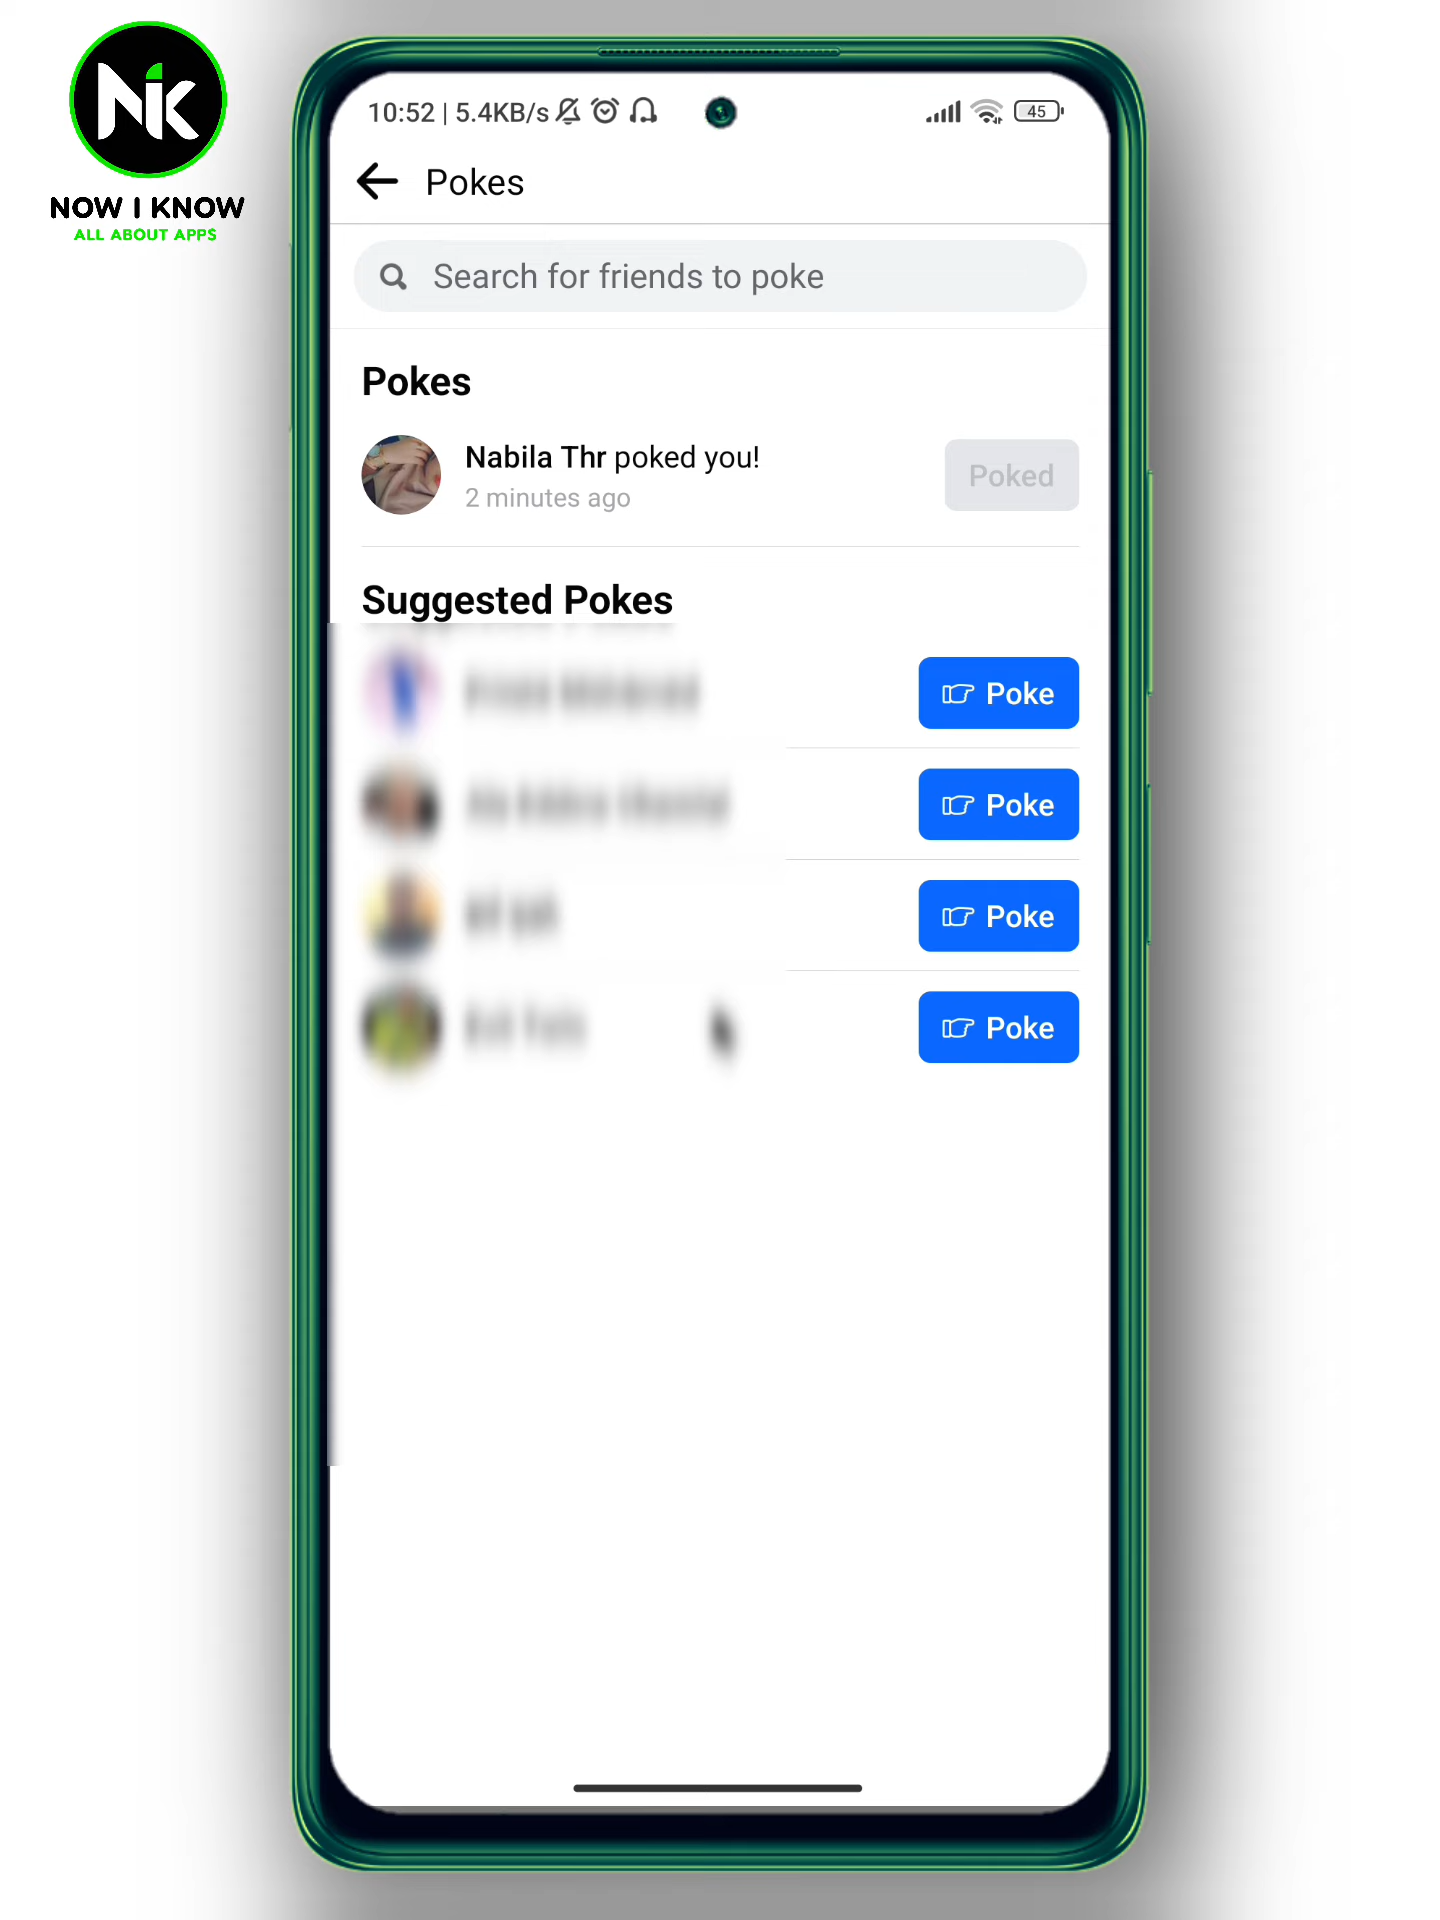 NiK
NOW I KNOW
ALL ABOUT APPS
10:52 | 5.4KB/s
45
Pokes
Search for friends to poke
Pokes
Nabila Thr poked you!
2 minutes ago
Poked
Suggested Pokes
Poke
Poke
Poke
Poke